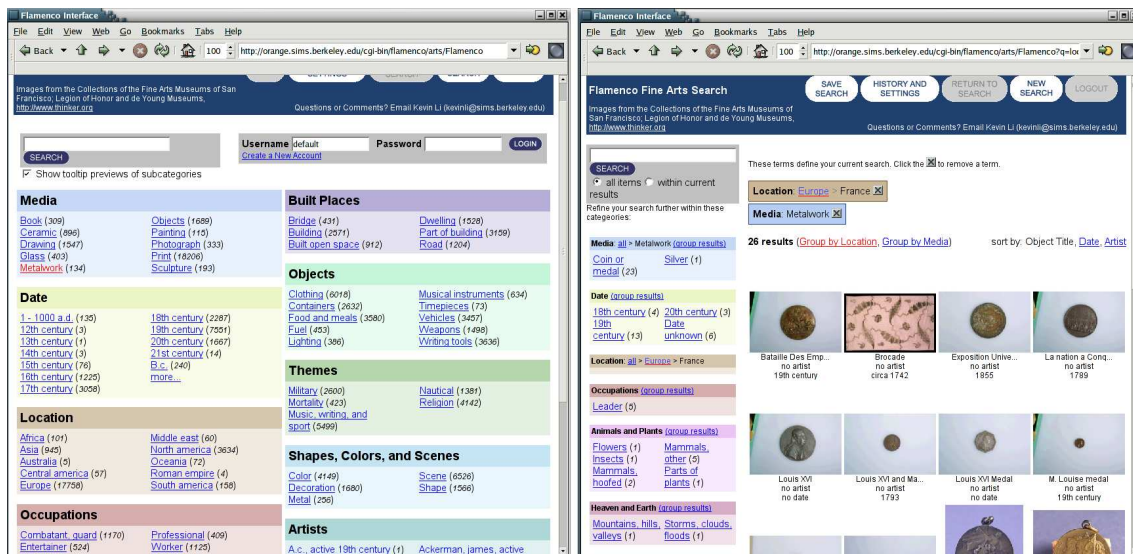 Flamenco Interface
File Edit View Web Go Bookmarks Tabs Help
Back 100 http://orange.sims.berkeley.edu/cgi-bin/flamenco/arts/Flamenco
Images from the Collections of the Fine Arts Museums of San
Francisco; Legion of Honor and de Young Museums,
http://www.thinker.org
Questions or Comments? Email Kevin Li (kevinli@sims.berkeley.edu)
Username default Password LOGIN
SEARCH Create a New Account
Show tooltip previews of subcategories
Media
Book (309) Objects (1689)
Ceramic (896) Painting (115)
Drawing (1547) Photograph (333)
Glass (403) Print (18206)
Metalwork (134) Sculpture (193)
Date
1 - 1000 a.d. (135) 18th century (2287)
12th century (3) 19th century (7551)
13th century (1) 20th century (1667)
14th century (3) 21st century (14)
15th century (76) B.c. (240)
16th century (1225) more...
17th century (3058)
Location
Africa (101) Middle east (60)
Asia (945) North america (3634)
Australia (5) Oceania (72)
Central america (57) Roman empire (4)
Europe (17758) South america (158)
Occupations
Combatant, guard (1170) Professional (409)
Entertainer (524) Worker (1125)
Built Places
Bridge (431) Dwelling (1528)
Building (2571) Part of building (3159)
Built open space (912) Road (1204)
Objects
Clothing (6018) Musical instruments (634)
Containers (2632) Timepieces (73)
Food and meals (3580) Vehicles (3457)
Fuel (453) Weapons (1498)
Lighting (386) Writing tools (3636)
Themes
Military (2600) Nautical (1381)
Mortality (423) Religion (4142)
Music, writing, and
sport (5499)
Shapes, Colors, and Scenes
Color (4149) Scene (6526)
Decoration (1680) Shape (1566)
Metal (256)
Artists
A.c., active 19th century (1) Ackerman, james, active
Flamenco Interface
File Edit View Web Go Bookmarks Tabs Help
Back 100 http://orange.sims.berkeley.edu/cgi-bin/flamenco/arts/Flamenco?q=lo
Flamenco Fine Arts Search
SAVE SEARCH HISTORY AND SETTINGS RETURN TO SEARCH NEW SEARCH LOGOUT
Images from the Collections of the Fine Arts Museums of
San Francisco; Legion of Honor and de Young Museums,
http://www.thinker.org
Questions or Comments? Email Kevin Li (kevinli@sims.berkeley.edu)
SEARCH
all items within current
results
Refine your search further within these
categories:
Media: all > Metalwork (group results)
Coin or Silver (1)
medal (23)
Date (group results)
18th century (4) 20th century (3)
19th Date
century (13) unknown (6)
Location: all > Europe > France
Occupations (group results)
Leader (5)
Animals and Plants (group results)
Flowers (1) Mammals,
Insects (1) other (5)
Mammals, Parts of
hoofed (2) plants (1)
Heaven and Earth (group results)
Mountains, hills, Storms, clouds,
valleys (1) floods (1)
These terms define your current search. Click the to remove a term.
Location: Europe > France
Media: Metalwork
26 results (Group by Location, Group by Media) sort by: Object Title, Date, Artist
Bataille Des Emp... Brocade Exposition Unive... La nation a Conq...
no artist no artist no artist no artist
19th century circa 1742 1855 1789
Louis XVI Louis XVI and Ma... Louis XVI Medal M. Louise medal
no artist no artist no artist no artist
no date 1793 no date 19th century